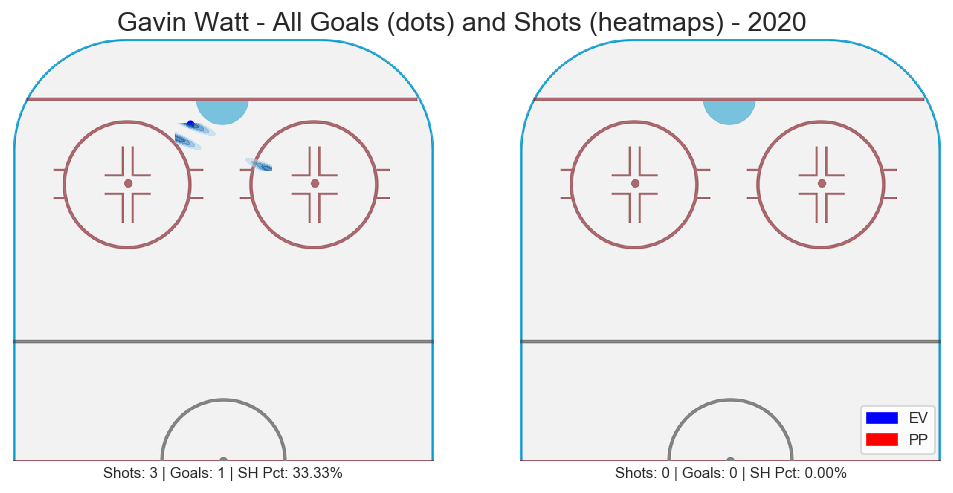 Gavin Watt - All Goals (dots) and Shots (heatmaps) - 2020
EV
PP
Shots: 3 | Goals: 1 | SH Pct: 33.33%
Shots: 0 | Goals: 0 | SH Pct: 0.00%